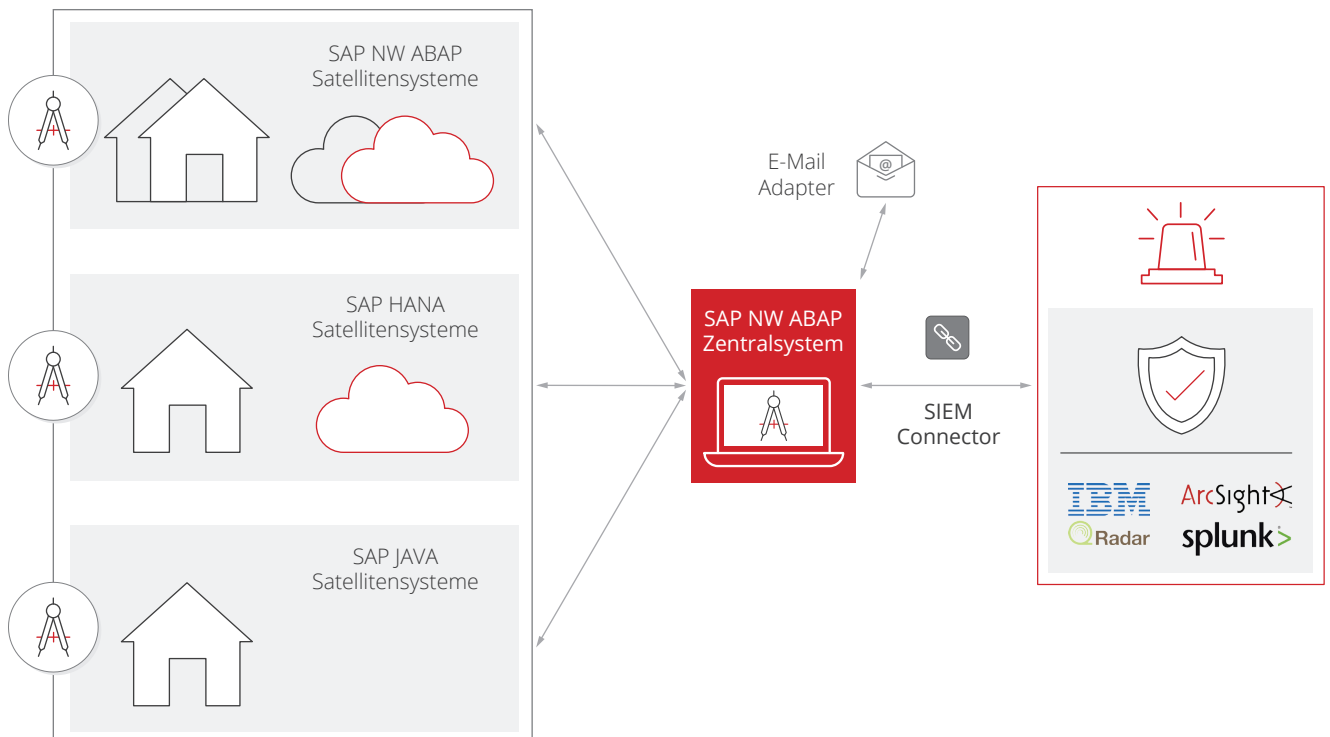 SAP NW ABAP
Satellitensysteme
SAP HANA
Satellitensysteme
SAP JAVA
Satellitensysteme
E-Mail
Adapter
@
SAP NW ABAP
Zentralsystem
SIEM
Connector
IBM
QRadar
ArcSight
splunk>